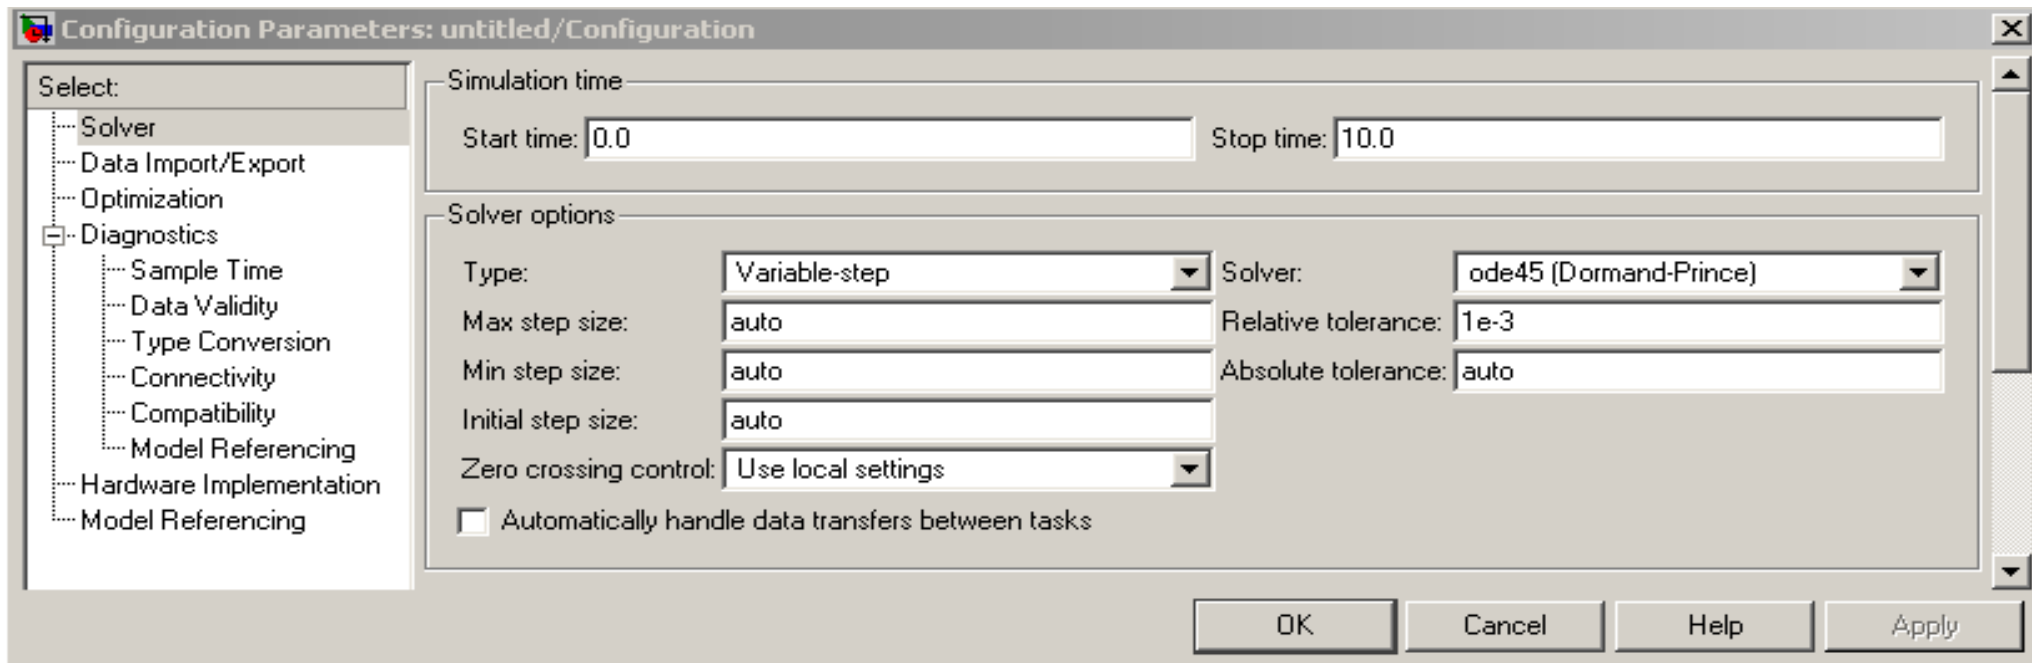 Configuration Parameters: untitled/Configuration
Select:
Solver
Data Import/Export
Optimization
Diagnostics
Sample Time
Data Validity
Type Conversion
Connectivity
Compatibility
Model Referencing
Hardware Implementation
Model Referencing
Simulation time
Start time: 0.0 Stop time: 10.0
Solver options
Type: Variable-step Solver: ode45 (Dormand-Prince)
Max step size: auto Relative tolerance: 1e-3
Min step size: auto Absolute tolerance: auto
Initial step size: auto
Zero crossing control: Use local settings
Automatically handle data transfers between tasks
OK Cancel Help Apply